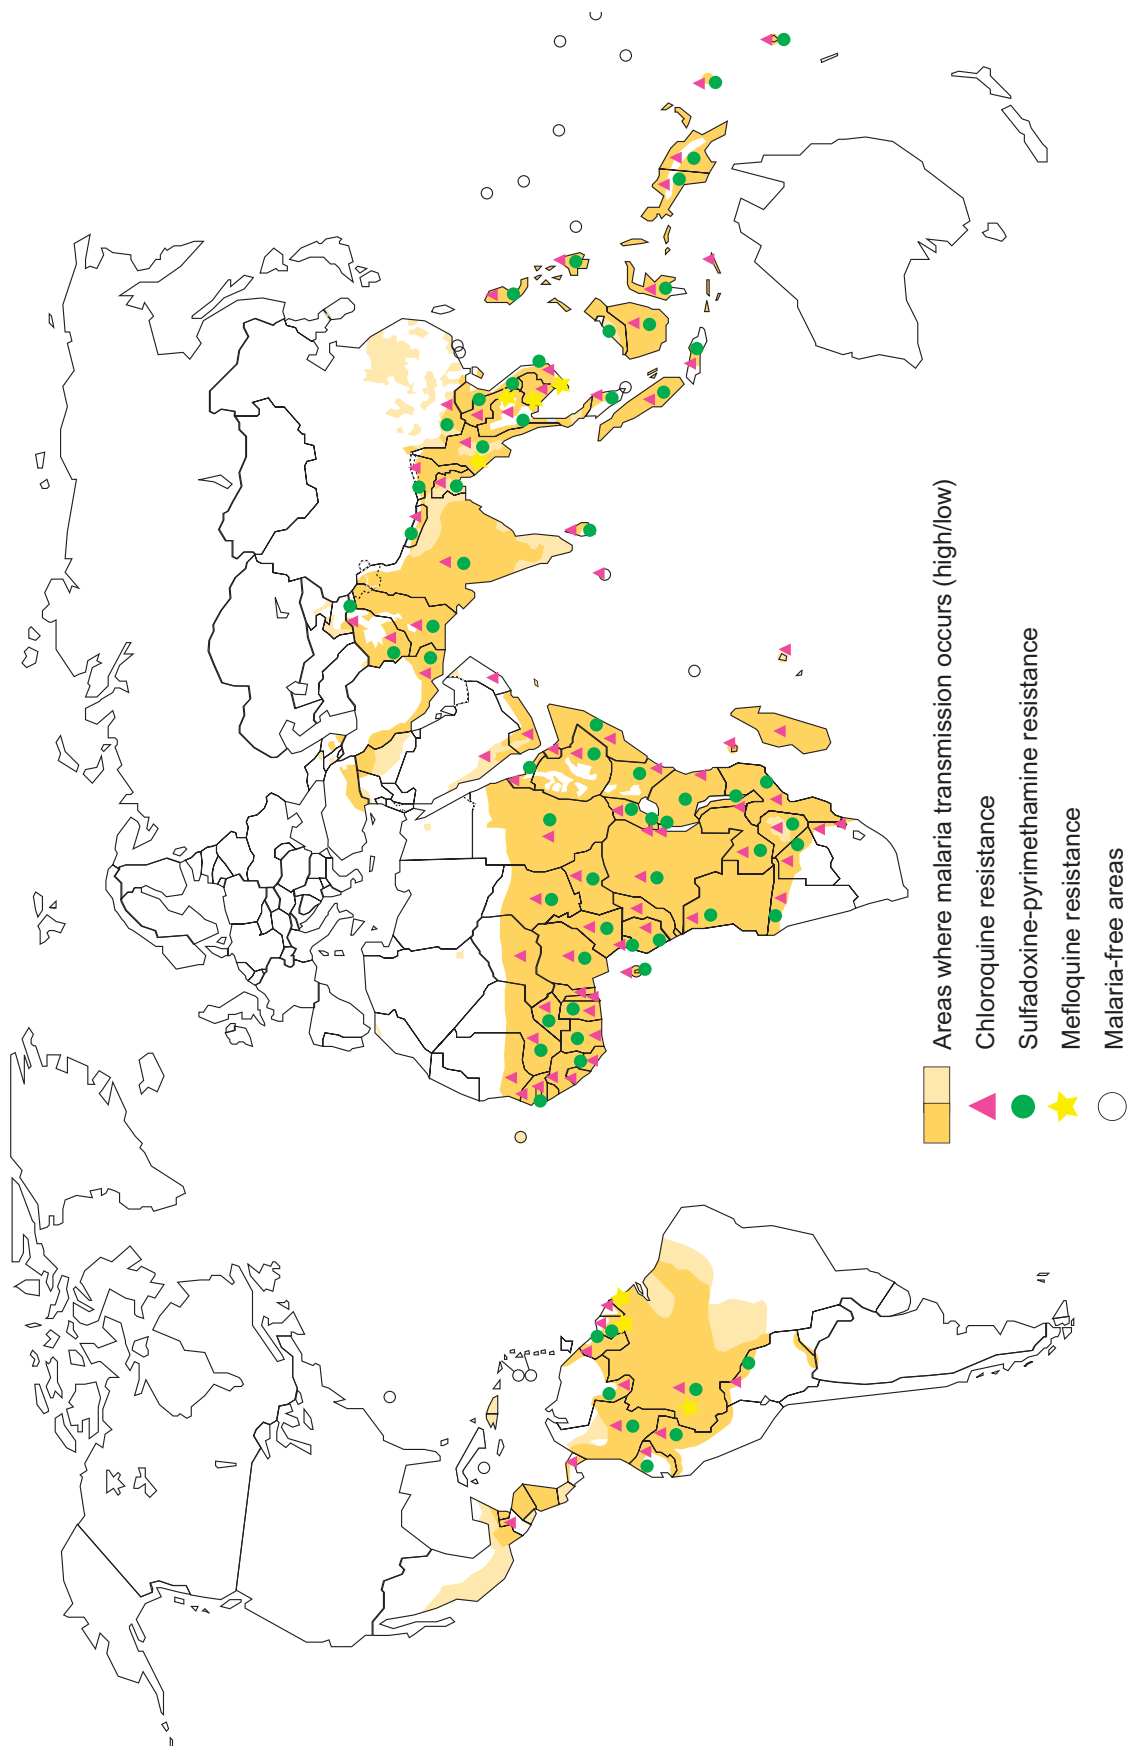 Areas where malaria transmission occurs (high/low)
Chloroquine resistance
Sulfadoxine-pyrimethamine resistance
Mefloquine resistance
Malaria-free areas